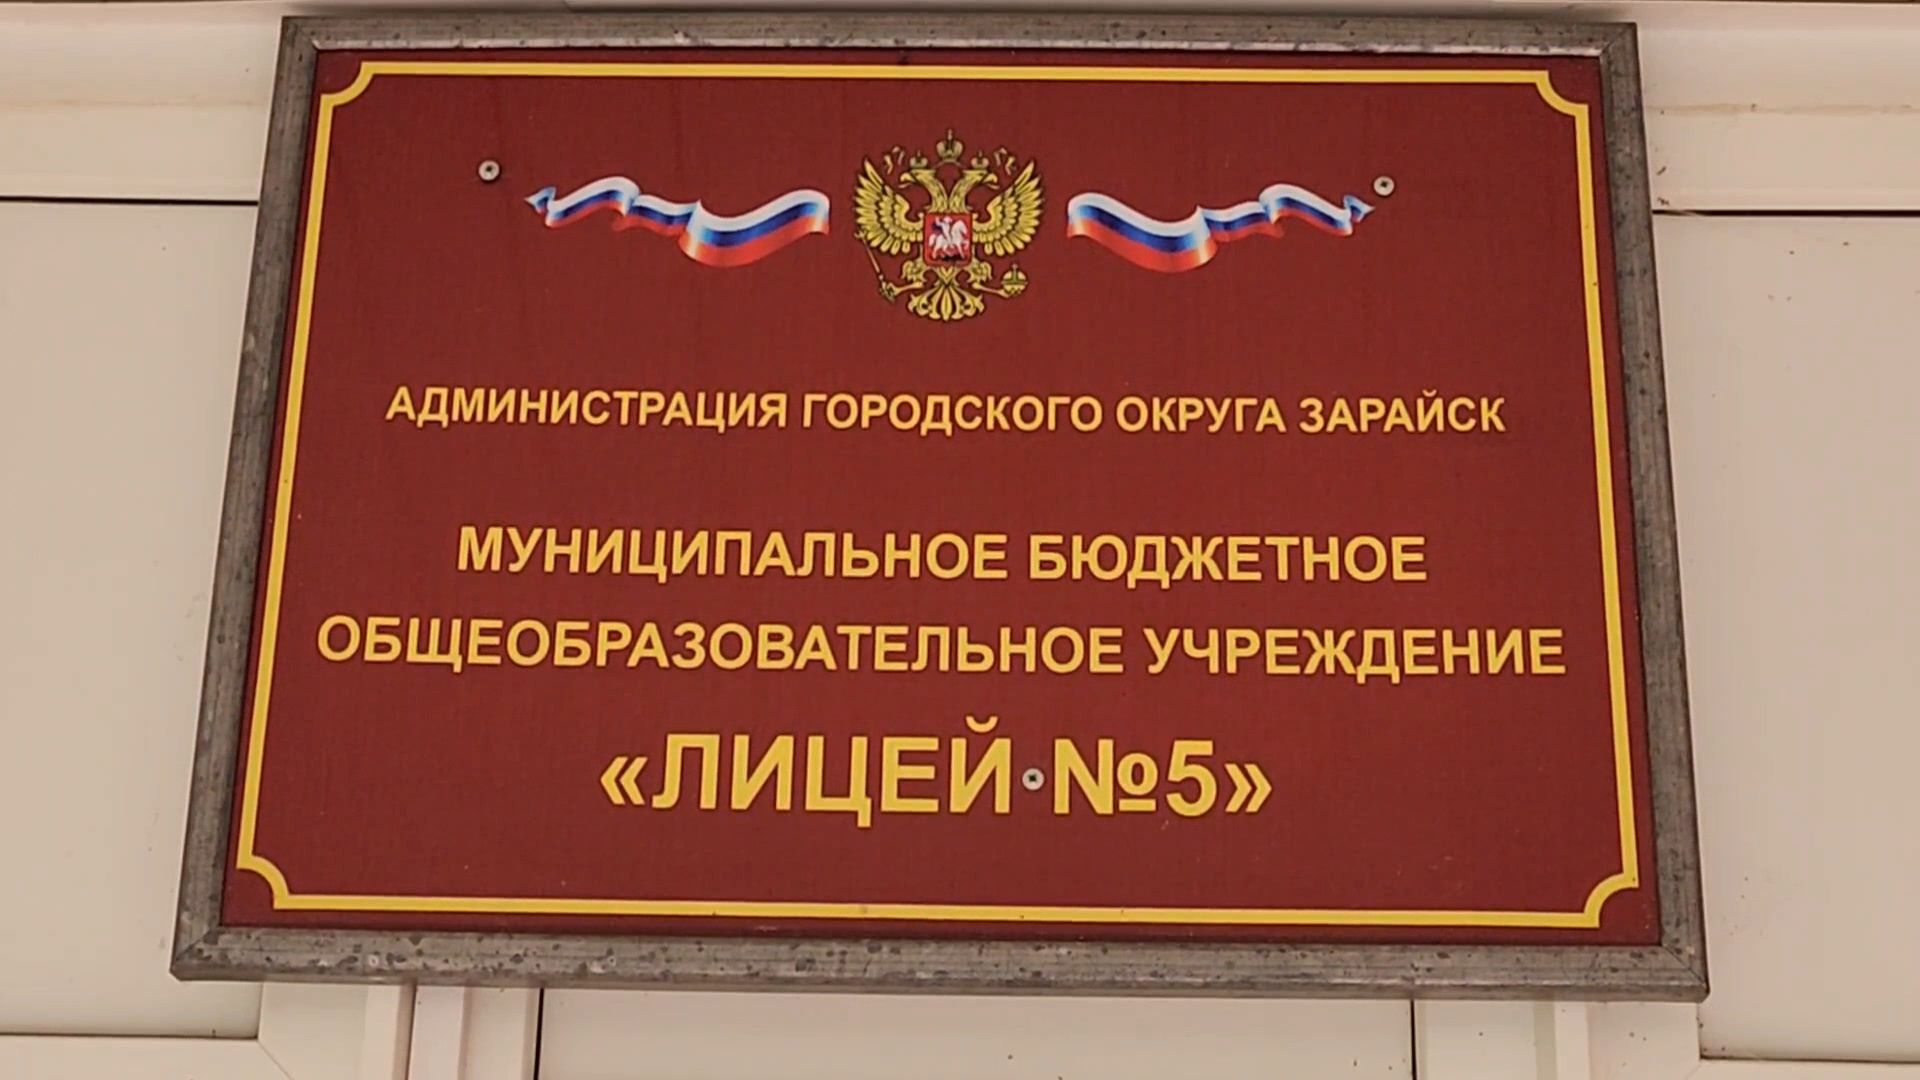 АДМИНИСТРАЦИЯ ГОРОДСКОГО ОКРУГА ЗАРАЙСК
МУНИЦИПАЛЬНОЕ БЮДЖЕТНОЕ
ОБЩЕОБРАЗОВАТЕЛЬНОЕ УЧРЕЖДЕНИЕ
«ЛИЦЕЙ №5»